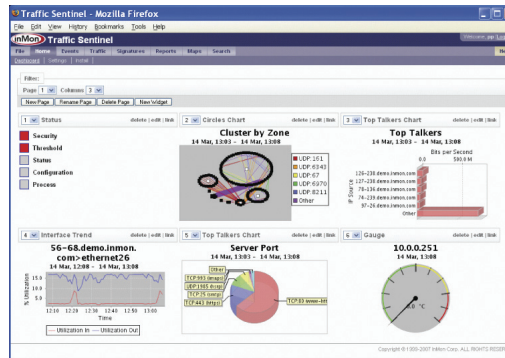 Traffic Sentinel - Mozilla Firefox
File Edit View History Bookmarks Tools Help
inMon Traffic Sentinel
File Home Events Traffic Signatures Reports Maps Search
Dashboard Settings Install
Filter:
Page 1 Columns 3
New Page Rename Page Delete Page New Widget
1 Status delete | edit | link
2 Circles Chart delete | edit | link
3 Top Talkers Chart delete | edit | link
Security
Threshold
Status
Configuration
Process
Cluster by Zone
14 Mar, 13:03 - 14 Mar, 13:08
UDP:161
UDP:6343
UDP:67
UDP:6970
UDP:8211
Other
Top Talkers
14 Mar, 13:03 - 14 Mar, 13:08
Bits per Second
0.0 500.0 M
IP Source
126-230.demo.inmon.com
127-230.demo.inmon.com
78-136.demo.inmon.com
74-239.demo.inmon.com
97-26.demo.inmon.com
Other
4 Interface Trend delete | edit | link
5 Top Talkers Chart delete | edit | link
6 Gauge delete | edit | link
56-68.demo.inmon.
com>ethernet26
14 Mar, 12:08 - 14 Mar, 13:08
% Utilization
15.0
10.0
5.0
12:10 12:20 12:30 12:40 12:50 13:00
Time
Utilization In Utilization Out
Server Port
14 Mar, 13:03 - 14 Mar, 13:08
Other
TCP:993 (imaps)
TCP:25 (smtp)
TCP:443 (https)
10.0.0.251
14 Mar, 13:08
0.0 °C
Copyright © 1999-2007 InMon Corp. ALL RIGHTS RESER